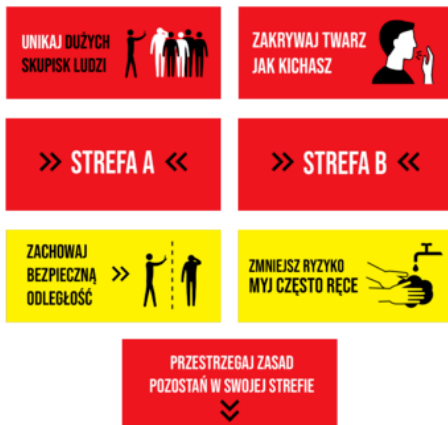 UNIKAJ DUŻYCH
SKUPISK LUDZI
ZAKRYWAJ TWARZ
JAK KICHASZ
>> STREFA A <<
>> STREFA B <<
ZACHOWAJ
BEZPIECZNĄ >>
ODLEGŁOŚĆ
ZMNIEJSZ RYZYKO
MYJ CZĘSTO RĘCE
PRZESTRZEGAJ ZASAD
POZOSTAŃ W SWOJEJ STREFIE